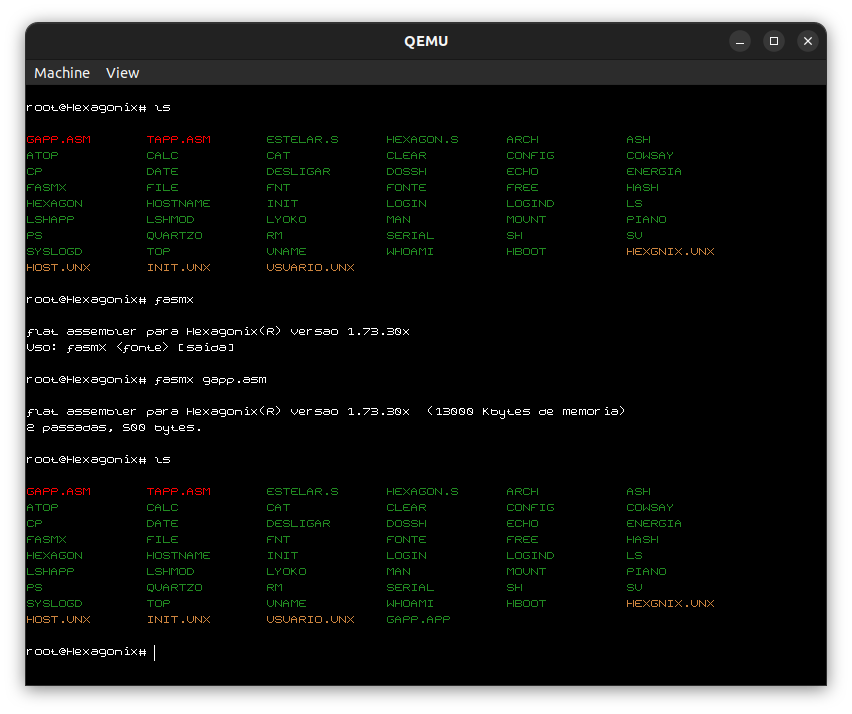 QEMU
Machine View
root@Hexagonix# ls
GAPP.ASM TAPP.ASM ESTELAR.S HEXAGON.S ARCH ASH
ATOP CALC CAT CLEAR CONFIG COWSAY
CP DATE DESLIGAR DOSSH ECHO ENERGIA
FASMX FILE FNT FONTE FREE HASH
HEXAGON HOSTNAME INIT LOGIN LOGIND LS
LSHAPP LSHMOD LYOKO MAN MOUNT PIANO
PS QUARTZO RM SERIAL SH SU
SYSLOGD TOP UNAME WHOAMI HBOOT HEXGNIX.UNX
HOST.UNX INIT.UNX USUARIO.UNX
root@Hexagonix# fasmx
flat assembler para Hexagonix(R) versao 1.73.30x
Uso: fasmX <fonte> [saida]
root@Hexagonix# fasmx gapp.asm
flat assembler para Hexagonix(R) versao 1.73.30x (13000 Kbytes de memoria)
2 passadas, 500 bytes.
root@Hexagonix# ls
GAPP.ASM TAPP.ASM ESTELAR.S HEXAGON.S ARCH ASH
ATOP CALC CAT CLEAR CONFIG COWSAY
CP DATE DESLIGAR DOSSH ECHO ENERGIA
FASMX FILE FNT FONTE FREE HASH
HEXAGON HOSTNAME INIT LOGIN LOGIND LS
LSHAPP LSHMOD LYOKO MAN MOUNT PIANO
PS QUARTZO RM SERIAL SH SU
SYSLOGD TOP UNAME WHOAMI HBOOT HEXGNIX.UNX
HOST.UNX INIT.UNX USUARIO.UNX GAPP.APP
root@Hexagonix#